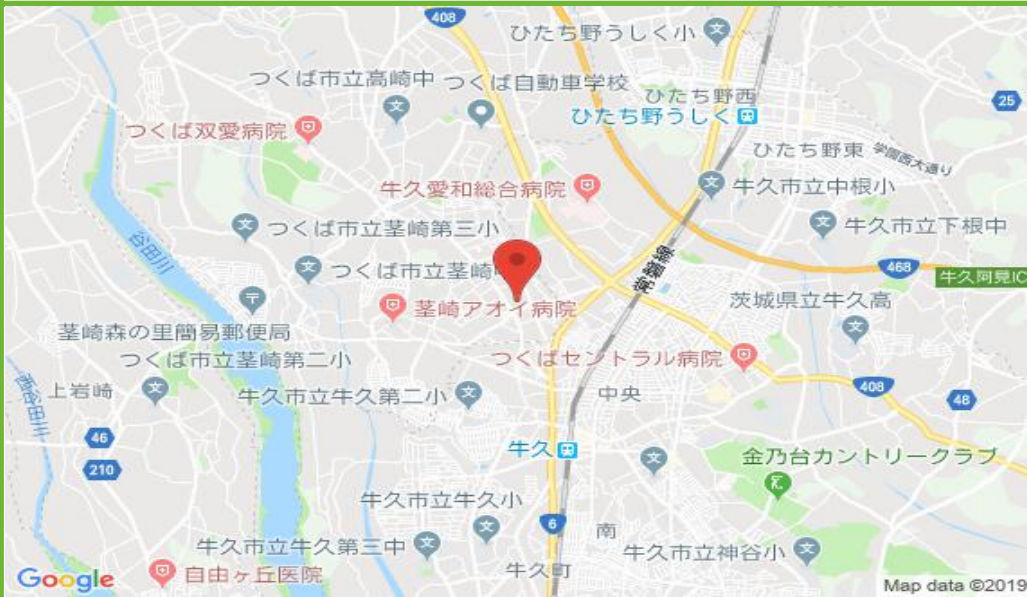 408
ひたち野うしく小
つくば市立高崎中
つくば自動車学校
ひたち野西
25
つくば双愛病院
ひたち野うしく
ひたち野東
学園西大通り
牛久愛和総合病院
牛久市立中根小
つくば市立茎崎第三小
牛久市立下根中
谷田川
常磐線
つくば市立茎崎
468
牛久阿見IC
茎崎アオイ病院
茨城県立牛久高
茎崎森の里簡易郵便局
つくば市立茎崎第二小
つくばセントラル病院
西谷田川
上岩崎
牛久市立牛久第二小
中央
408
48
46
牛久
210
金乃台カントリークラブ
牛久市立牛久小
6
南
牛久市立牛久第三中
牛久市立神谷小
Google
自由ヶ丘医院
牛久町
Map data ©2019